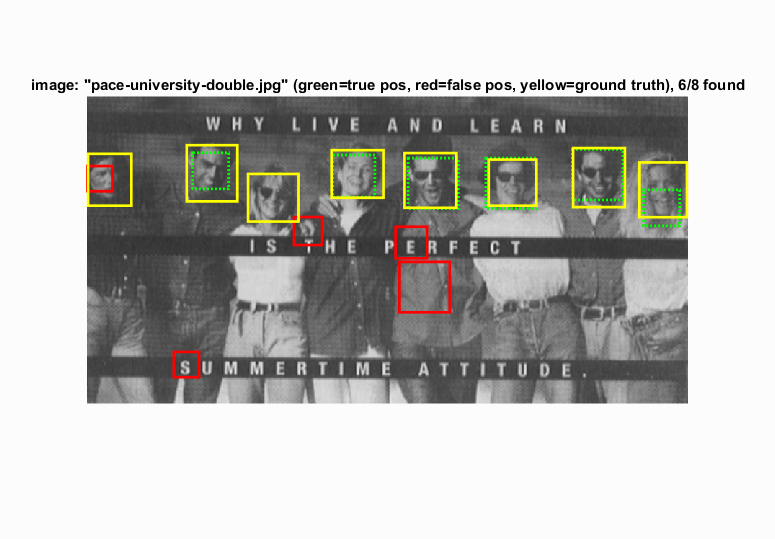 image: "pace-university-double.jpg" (green=true pos, red=false pos, yellow=ground truth), 6/8 found
WHY LIVE AND LEARN
IS THE PERFECT
SUMMERTIME ATTITUDE.